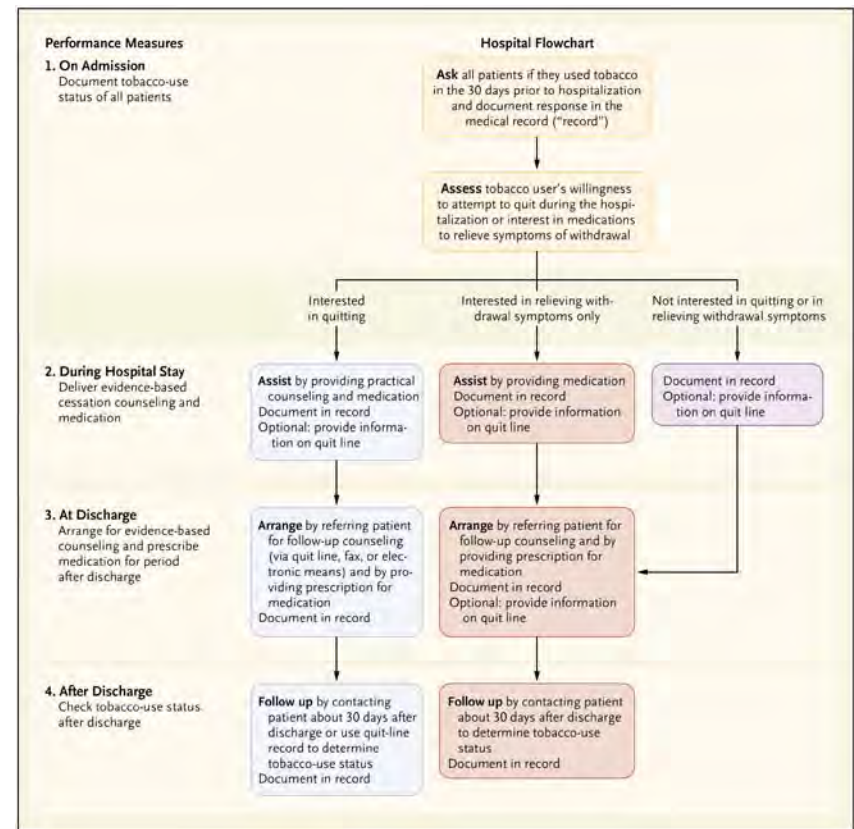 Performance Measures
Hospital Flowchart
1. On Admission
Document tobacco-use
status of all patients
Ask all patients if they used tobacco
in the 30 days prior to hospitalization
and document response in the
medical record (“record”)
Assess tobacco user's willingness
to attempt to quit during the hospi-
talization or interest in medications
to relieve symptoms of withdrawal
Interested
in quitting
Interested in relieving with-
drawal symptoms only
Not interested in quitting or in
relieving withdrawal symptoms
2. During Hospital Stay
Deliver evidence-based
cessation counseling and
medication
Assist by providing practical
counseling and medication
Document in record
Optional: provide informa-
tion on quit line
Assist by providing medication
Document in record
Optional: provide information
on quit line
Document in record
Optional: provide informa-
tion on quit line
3. At Discharge
Arrange for evidence-based
counseling and prescribe
medication for period
after discharge
Arrange by referring patient
for follow-up counseling
(via quit line, fax, or elec-
tronic means) and by pro-
viding prescription for
medication
Document in record
Arrange by referring patient for
follow-up counseling and by
providing prescription for
medication
Document in record
Optional: provide information
on quit line
4. After Discharge
Check tobacco-use status
after discharge
Follow up by contacting
patient about 30 days after
discharge or use quit-line
record to determine
tobacco-use status
Document in record
Follow up by contacting patient
about 30 days after discharge
to determine tobacco-use
status
Document in record